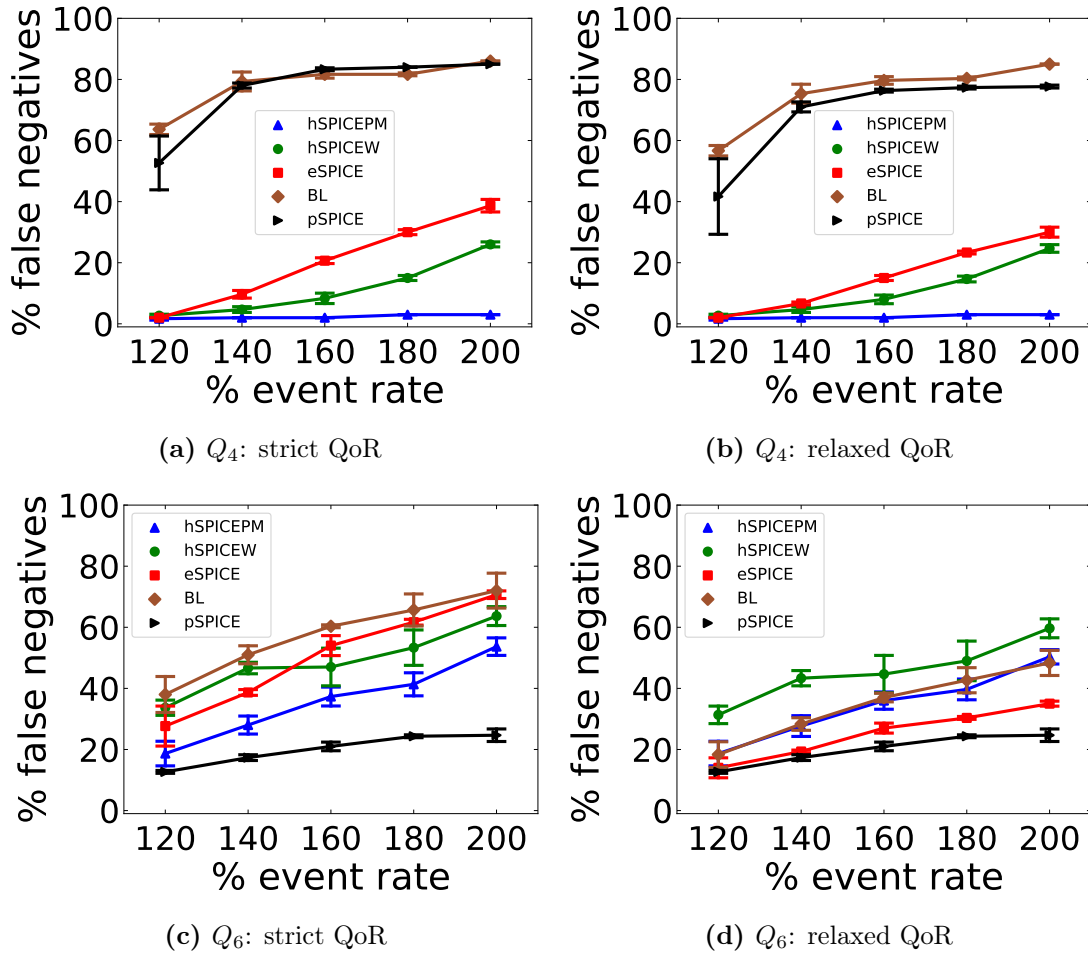 % false negatives
100
80
60
40
20
0
hSPICEPM
hSPICEW
eSPICE
BL
pSPICE
120 140 160 180 200
% event rate
(a) Q₄: strict QoR
% false negatives
100
80
60
40
20
0
hSPICEPM
hSPICEW
eSPICE
BL
pSPICE
120 140 160 180 200
% event rate
(b) Q₄: relaxed QoR
% false negatives
100
80
60
40
20
0
hSPICEPM
hSPICEW
eSPICE
BL
pSPICE
120 140 160 180 200
% event rate
(c) Q₆: strict QoR
% false negatives
100
80
60
40
20
0
hSPICEPM
hSPICEW
eSPICE
BL
pSPICE
120 140 160 180 200
% event rate
(d) Q₆: relaxed QoR